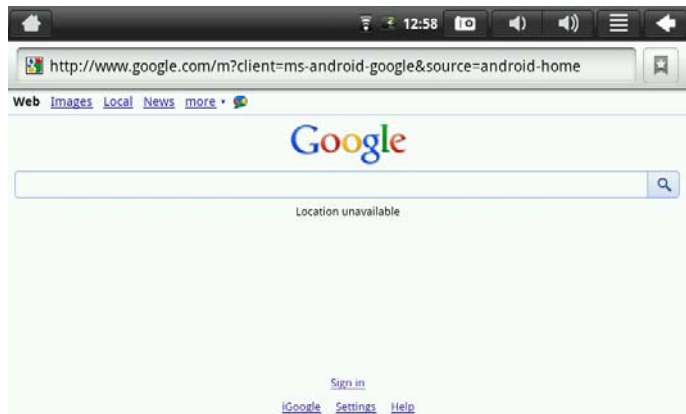 12:58
http://www.google.com/m?client=ms-android-google&source=android-home
Web Images Local News more
Google
Location unavailable
Sign in
iGoogle Settings Help